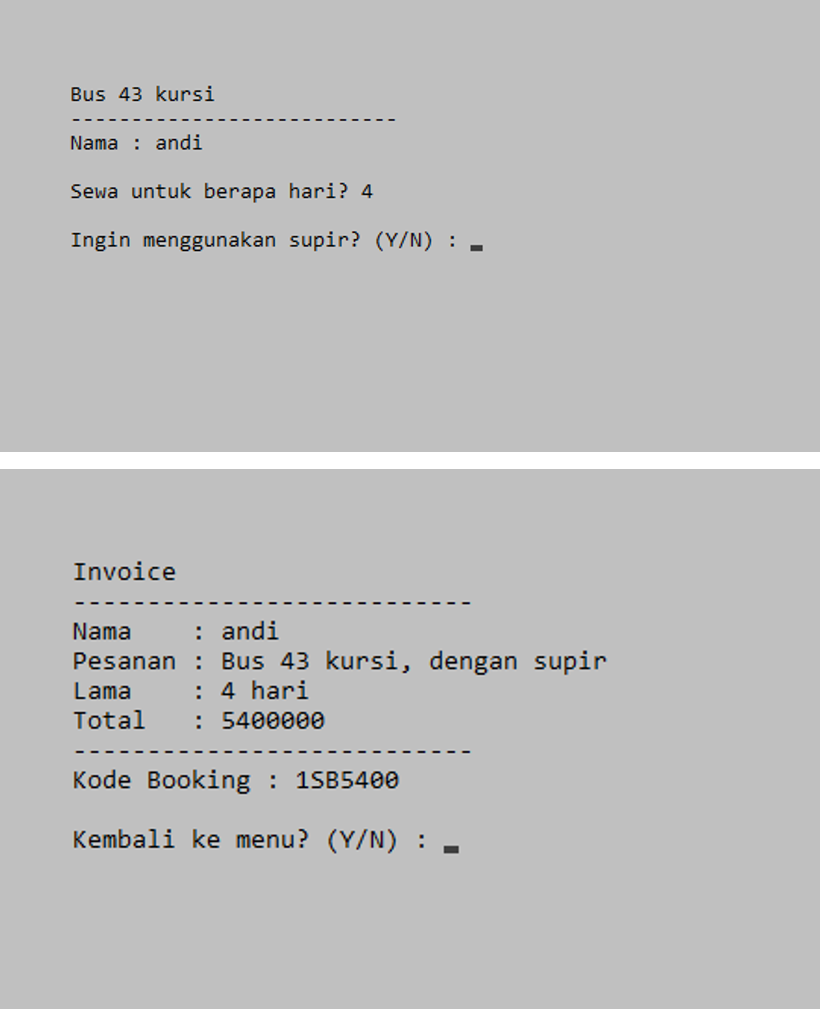 Bus 43 kursi
---------------------------
Nama : andi
Sewa untuk berapa hari? 4
Ingin menggunakan supir? (Y/N) :
Invoice
---------------------------
Nama    : andi
Pesanan : Bus 43 kursi, dengan supir
Lama    : 4 hari
Total   : 5400000
---------------------------
Kode Booking : 1SB5400
Kembali ke menu? (Y/N) :